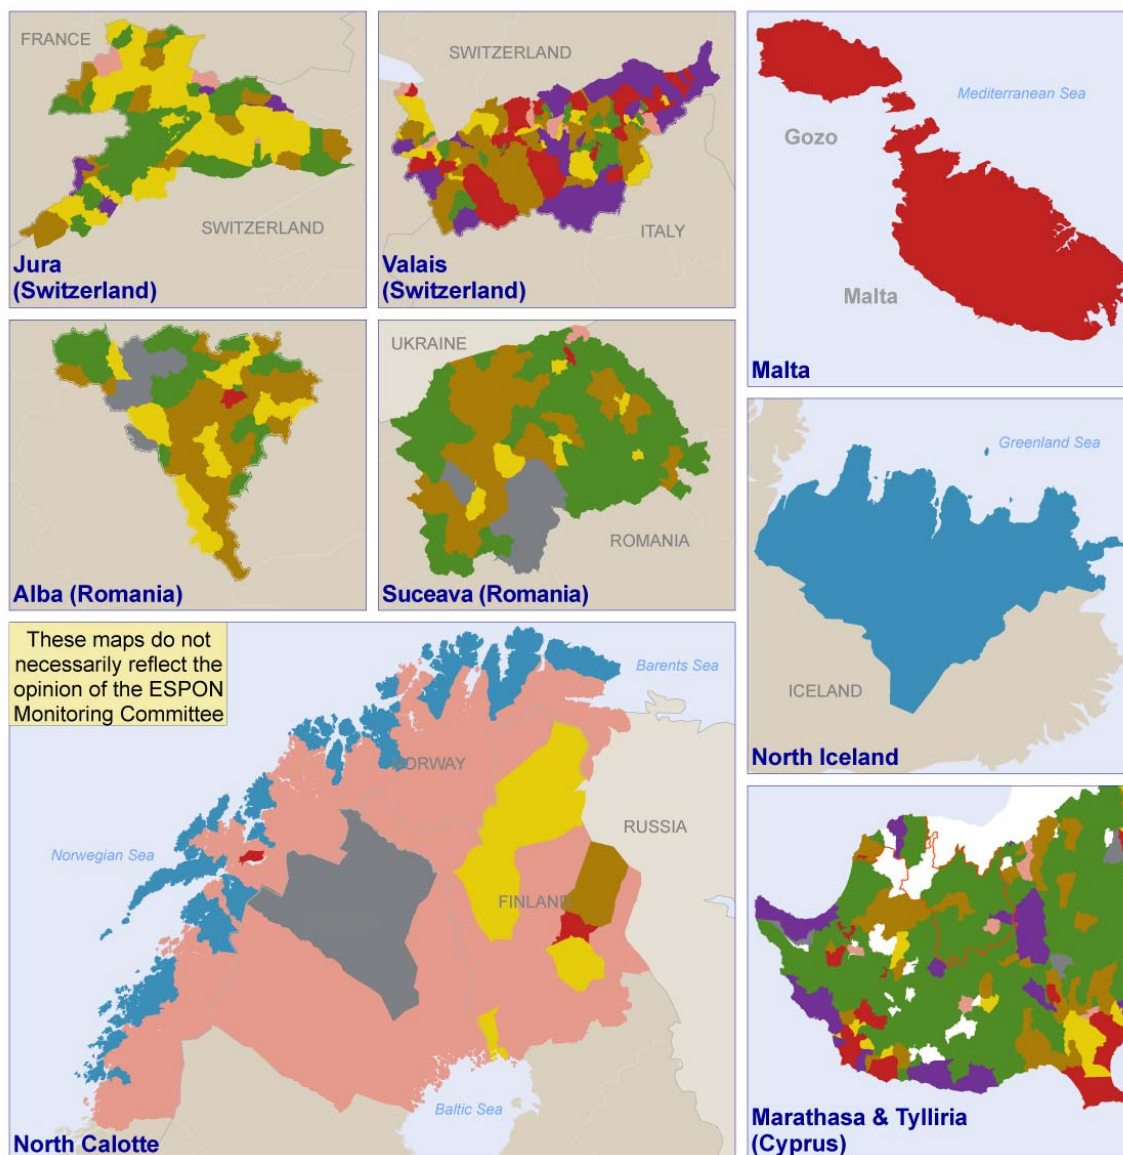 FRANCE
SWITZERLAND
Jura
(Switzerland)
SWITZERLAND
ITALY
Valais
(Switzerland)
Mediterranean Sea
Gozo
Malta
Malta
Alba (Romania)
UKRAINE
ROMANIA
Suceava (Romania)
Greenland Sea
ICELAND
North Iceland
These maps do not
necessarily reflect the
opinion of the ESPON
Monitoring Committee
Barents Sea
NORWAY
RUSSIA
Norwegian Sea
FINLAND
Baltic Sea
North Calotte
Marathasa & Tylliria
(Cyprus)